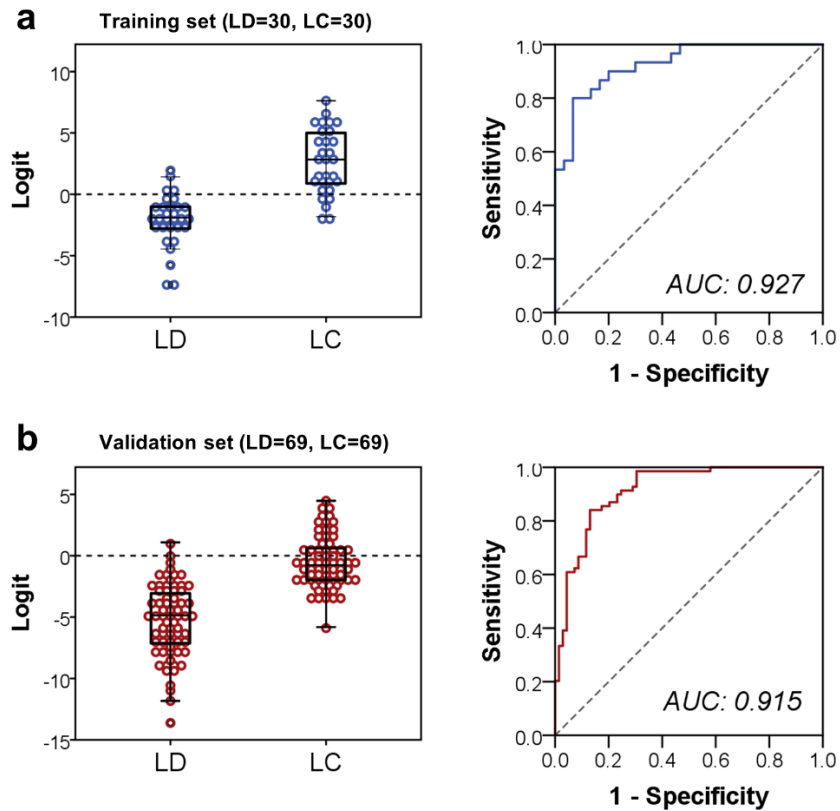 a
Training set (LD=30, LC=30)
10
5
0
-5
-10
Logit
LD
LC
1.0
0.8
0.6
0.4
0.2
0.0
Sensitivity
AUC: 0.927
0.0 0.2 0.4 0.6 0.8 1.0
1 - Specificity
b
Validation set (LD=69, LC=69)
5
0
-5
-10
-15
Logit
LD
LC
1.0
0.8
0.6
0.4
0.2
0.0
Sensitivity
AUC: 0.915
0.0 0.2 0.4 0.6 0.8 1.0
1 - Specificity